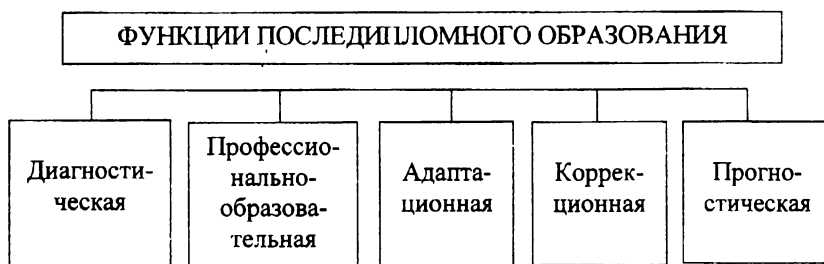 ФУНКЦИИ ПОСЛЕДИПЛОМНОГО ОБРАЗОВАНИЯ
Диагности-
ческая
Профессио-
нально-
образова-
тельная
Адапта-
ционная
Коррек-
ционная
Прогно-
стическая